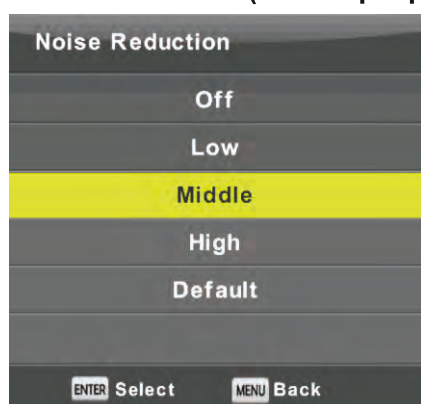 Noise Reduction
Off
Low
Middle
High
Default
ENTER Select MENU Back